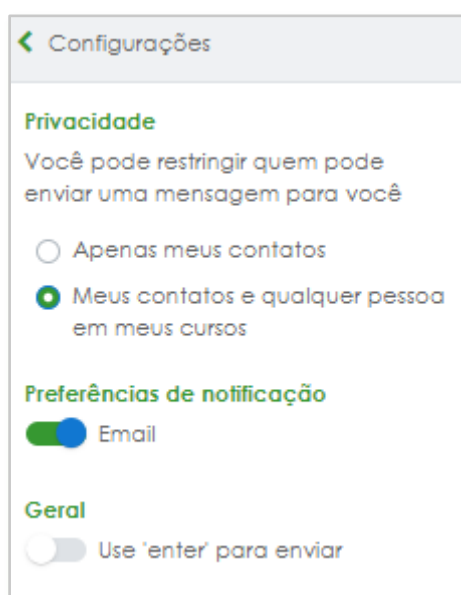 Configurações
Privacidade
Você pode restringir quem pode
enviar uma mensagem para você
Apenas meus contatos
Meus contatos e qualquer pessoa
em meus cursos
Preferências de notificação
Email
Geral
Use 'enter' para enviar